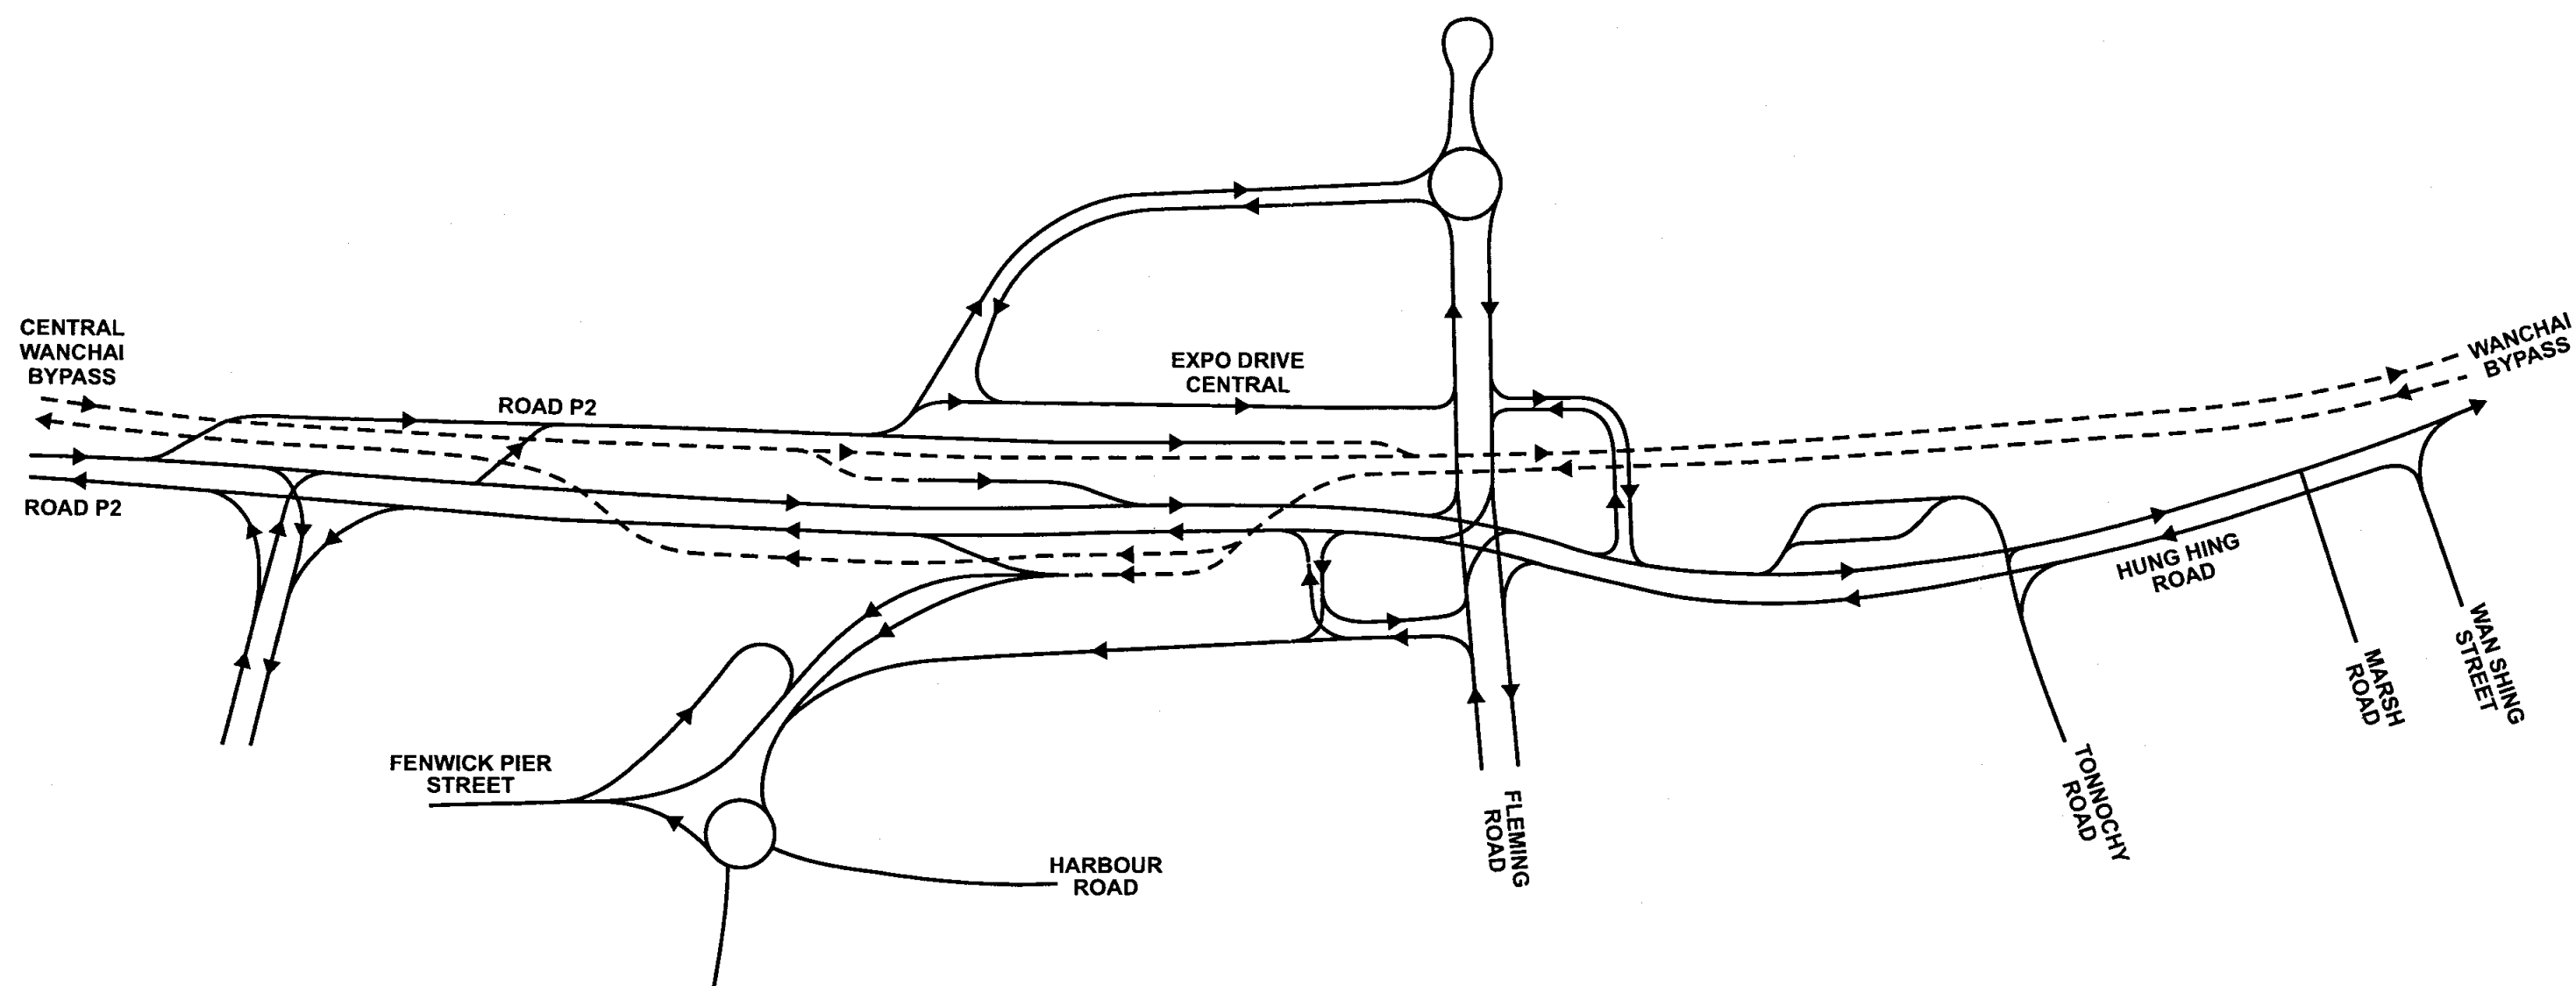 CENTRAL
WANCHAI
BYPASS
ROAD P2
ROAD P2
EXPO DRIVE
CENTRAL
WANCHAI
BYPASS
HUNG HING
ROAD
WAN SHING
STREET
MARSH
ROAD
TONNOCHY
ROAD
FLEMING
ROAD
FENWICK PIER
STREET
HARBOUR
ROAD